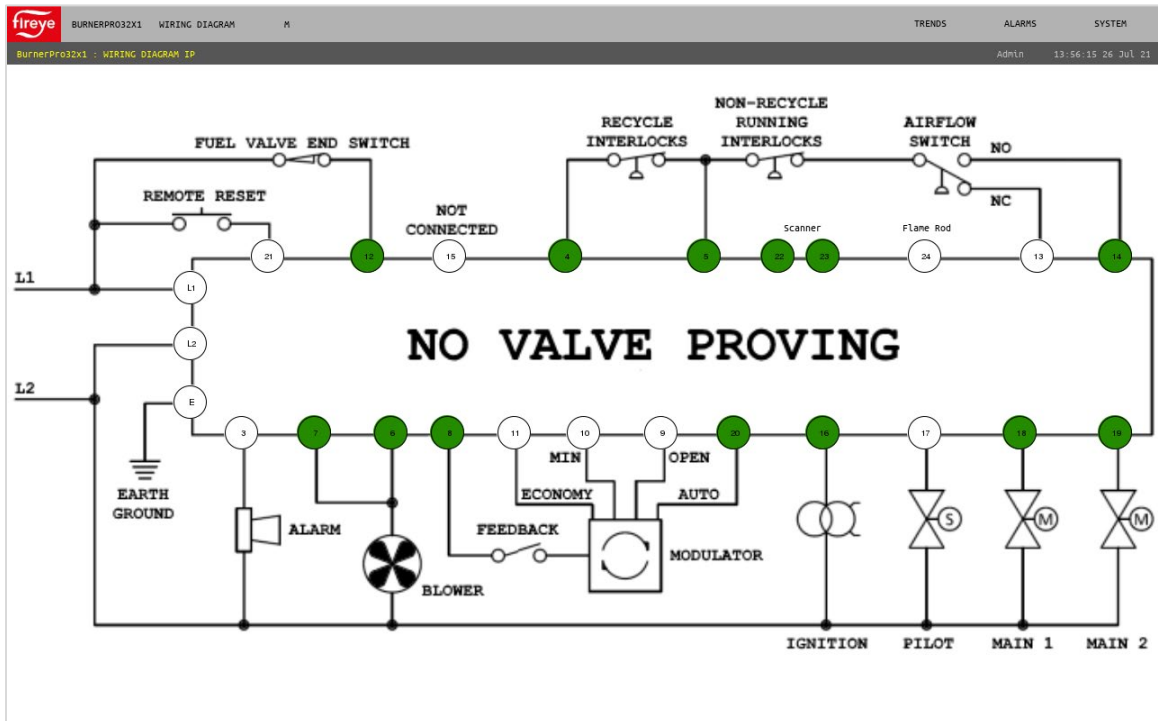 fireye BURNERPRO32X1 WIRING DIAGRAM M TRENDS ALARMS SYSTEM
BurnerPro32x1 : WIRING DIAGRAM IP Admin 13:56:15 26 Jul 21
FUEL VALVE END SWITCH
REMOTE RESET
NOT
CONNECTED
RECYCLE
INTERLOCKS
NON-RECYCLE
RUNNING
INTERLOCKS
AIRFLOW
SWITCH
NO
NC
Scanner
Flame Rod
21 12 15 4 5 22 23 24 13 14
L1
L1
L2
L2
E
NO VALVE PROVING
3 7 6 8 11 10 9 20 16 17 18 19
MIN
OPEN
ECONOMY
AUTO
EARTH
GROUND
ALARM
BLOWER
FEEDBACK
MODULATOR
S
M
M
IGNITION
PILOT
MAIN 1
MAIN 2